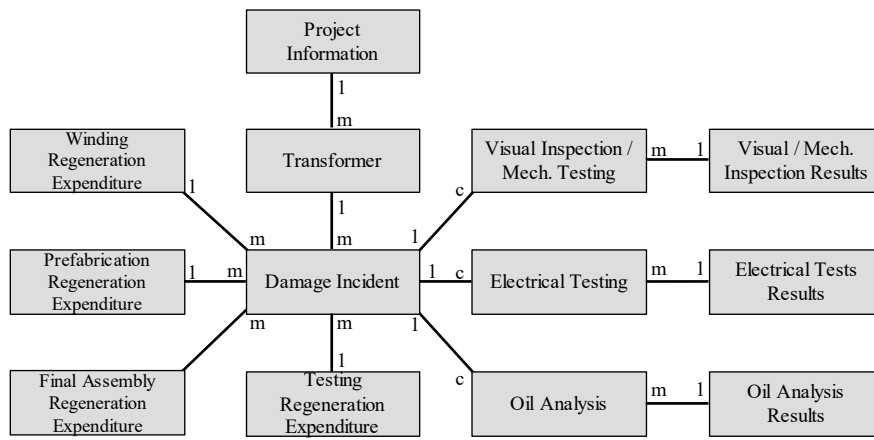 Project
Information
1
m
Winding
Regeneration
Expenditure
1
m
Transformer
1
m
Visual Inspection /
Mech. Testing
m
1
Visual / Mech.
Inspection Results
c
1
Prefabrication
Regeneration
Expenditure
1
m
Damage Incident
1
c
Electrical Testing
m
1
Electrical Tests
Results
Final Assembly
Regeneration
Expenditure
m
m
1
Testing
Regeneration
Expenditure
1
c
Oil Analysis
m
1
Oil Analysis
Results